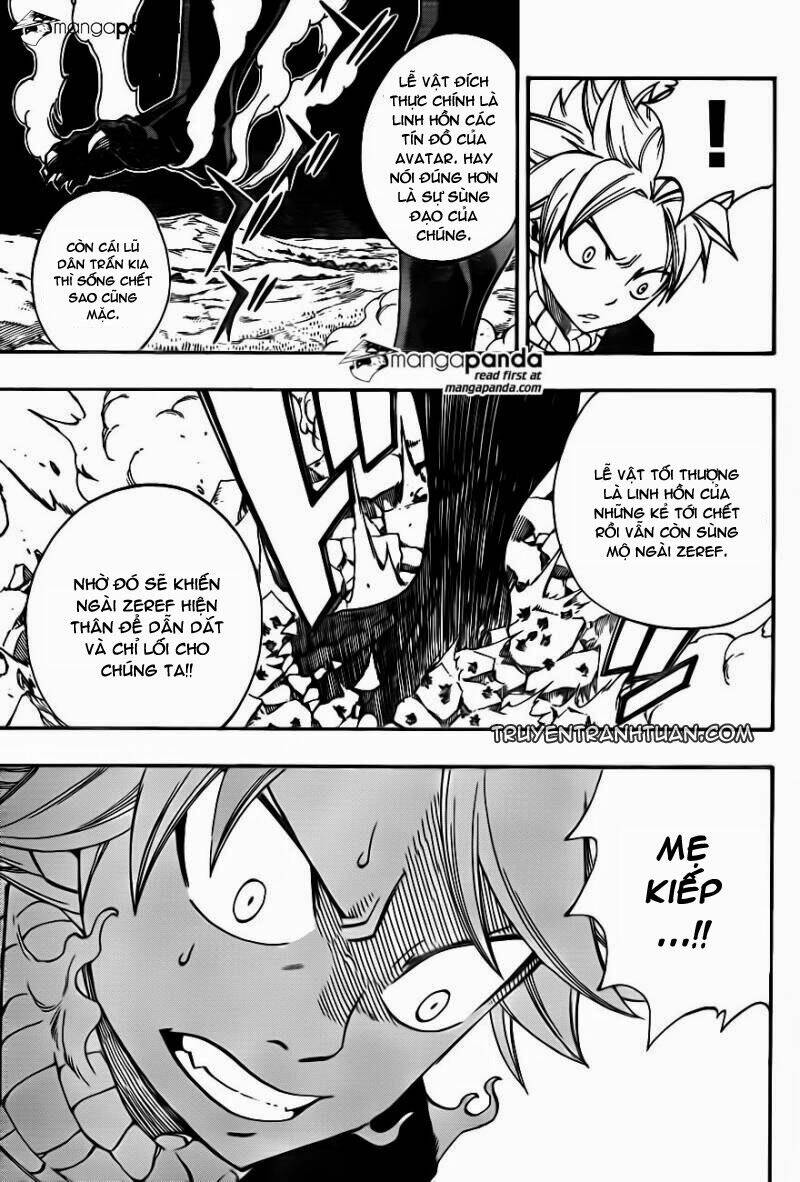 mangapanda
!
LỄ VẬT ĐÍCH
THỰC CHÍNH LÀ
LINH HỒN CÁC
TÍN ĐỒ CỦA
AVATAR. HAY
NÓI ĐÚNG HƠN
LÀ SỰ SÙNG
ĐẠO CỦA
CHÚNG.
CÒN CÁI LŨ
DÂN TRẤN KIA
THÌ SỐNG CHẾT
SAO CŨNG
MẶC.
mangapanda
read first at
mangapanda.com
LỄ VẬT TỐI THƯỢNG
LÀ LINH HỒN CỦA
NHỮNG KẺ TỚI CHẾT
RỒI VẪN CÒN SÙNG
MỘ NGÀI ZEREF.
NHỜ ĐÓ SẼ KHIẾN
NGÀI ZEREF HIỆN
THÂN ĐỂ DẪN DẮT
VÀ CHỈ LỐI CHO
CHÚNG TA!!
TRUYENTRANHTUAN.COM
MẸ
KIẾP
...!!